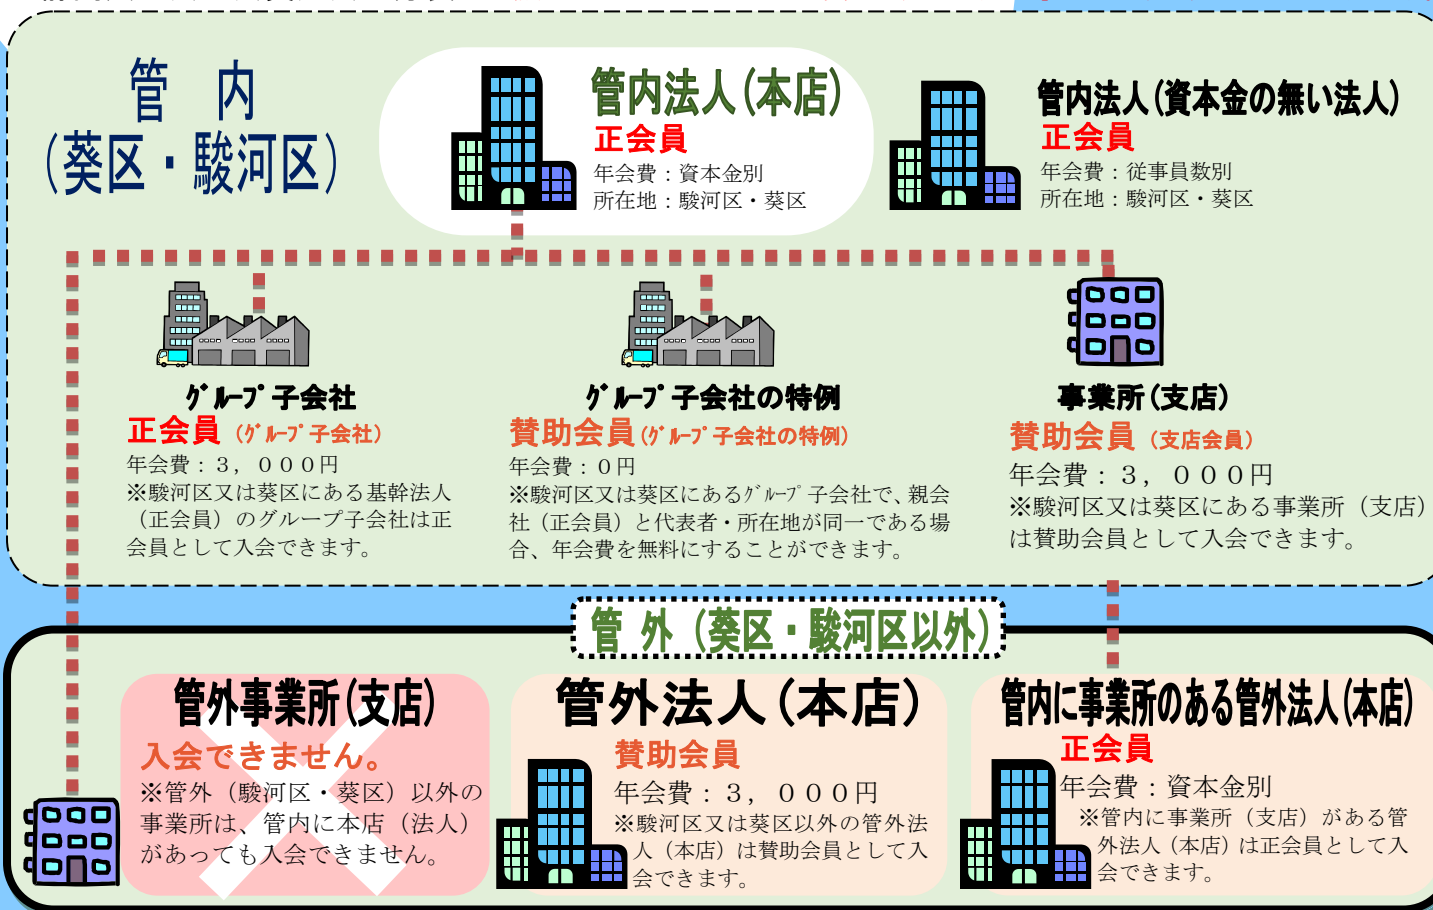 管 内
（葵区・駿河区）
管内法人(本店)
正会員
年会費：資本金別
所在地：駿河区・葵区
管内法人(資本金の無い法人)
正会員
年会費：従事員数別
所在地：駿河区・葵区
ｸﾞﾙｰﾌﾟ子会社
正会員 (ｸﾞﾙｰﾌﾟ子会社)
年会費：３，０００円
※駿河区又は葵区にある基幹法人
（正会員）のグループ子会社は正
会員として入会できます。
ｸﾞﾙｰﾌﾟ子会社の特例
賛助会員(ｸﾞﾙｰﾌﾟ子会社の特例)
年会費：０円
※駿河区又は葵区にあるｸﾞﾙｰﾌﾟ子会社で、親会
社（正会員）と代表者・所在地が同一である場
合、年会費を無料にすることができます。
事業所(支店)
賛助会員 (支店会員)
年会費：３，０００円
※駿河区又は葵区にある事業所（支店）
は賛助会員として入会できます。
管 外（葵区・駿河区以外）
管外事業所(支店)
入会できません。
※管外（駿河区・葵区）以外の
事業所は、管内に本店（法人）
があっても入会できません。
管外法人(本店)
賛助会員
年会費：３，０００円
※駿河区又は葵区以外の管外法
人（本店）は賛助会員として入
会できます。
管内に事業所のある管外法人(本店)
正会員
年会費：資本金別
※管内に事業所（支店）がある管
外法人（本店）は正会員として入
会できます。